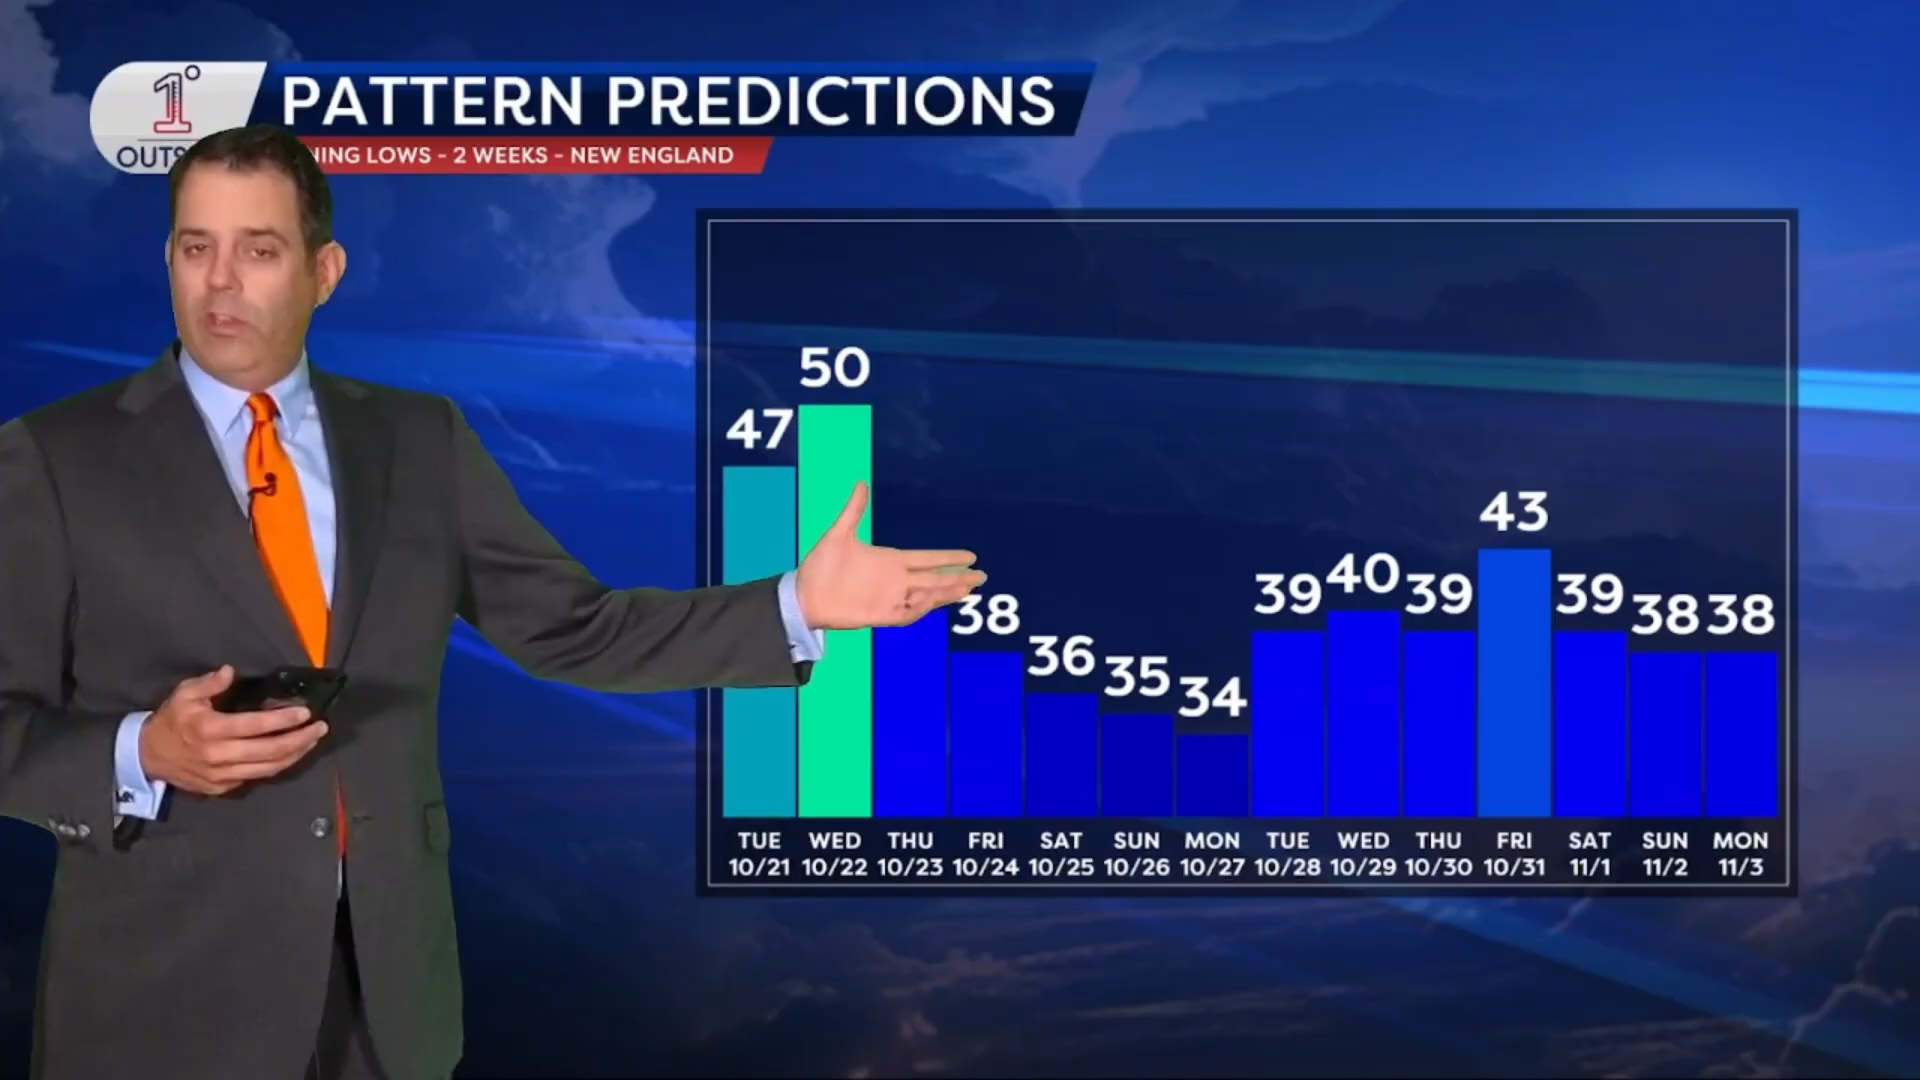 1°
PATTERN PREDICTIONS
LOWS - 2 WEEKS - NEW ENGLAND
50
47
43
39 40 39 39
38 38 38
36 35 34
TUE WED THU FRI SAT SUN MON TUE WED THU FRI SAT SUN MON
10/21 10/22 10/23 10/24 10/25 10/26 10/27 10/28 10/29 10/30 10/31 11/1 11/2 11/3